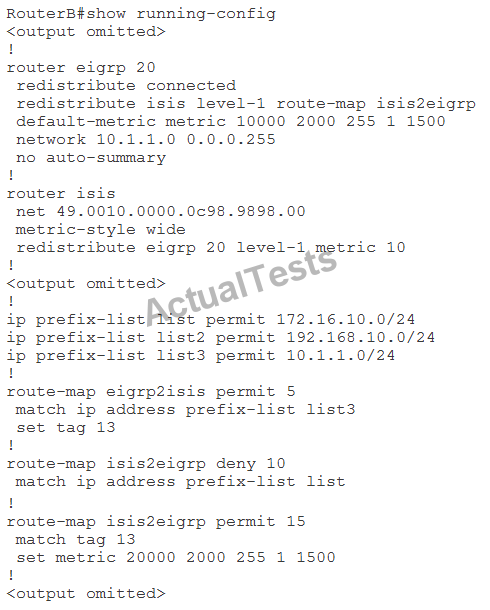 RouterB#show running-config
<output omitted>
!
router eigrp 20
 redistribute connected
 redistribute isis level-1 route-map isis2eigrp
 default-metric metric 10000 2000 255 1 1500
 network 10.1.1.0 0.0.0.255
 no auto-summary
!
router isis
 net 49.0010.0000.0c98.9898.00
 metric-style wide
 redistribute eigrp 20 level-1 metric 10
!
<output omitted>
!
ip prefix-list list permit 172.16.10.0/24
ip prefix-list list2 permit 192.168.10.0/24
ip prefix-list list3 permit 10.1.1.0/24
!
route-map eigrp2isis permit 5
 match ip address prefix-list list3
 set tag 13
!
route-map isis2eigrp deny 10
 match ip address prefix-list list
!
route-map isis2eigrp permit 15
 match tag 13
 set metric 20000 2000 255 1 1500
!
<output omitted>
ActualTests